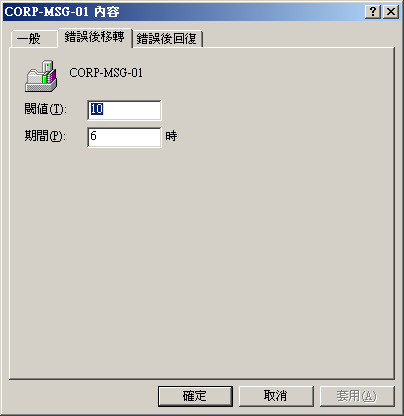 CORP-MSG-01 內容
一般 錯誤後移轉 錯誤後回復
CORP-MSG-01
閾值(T): 10
期間(P): 6 時
確定 取消 套用(A)